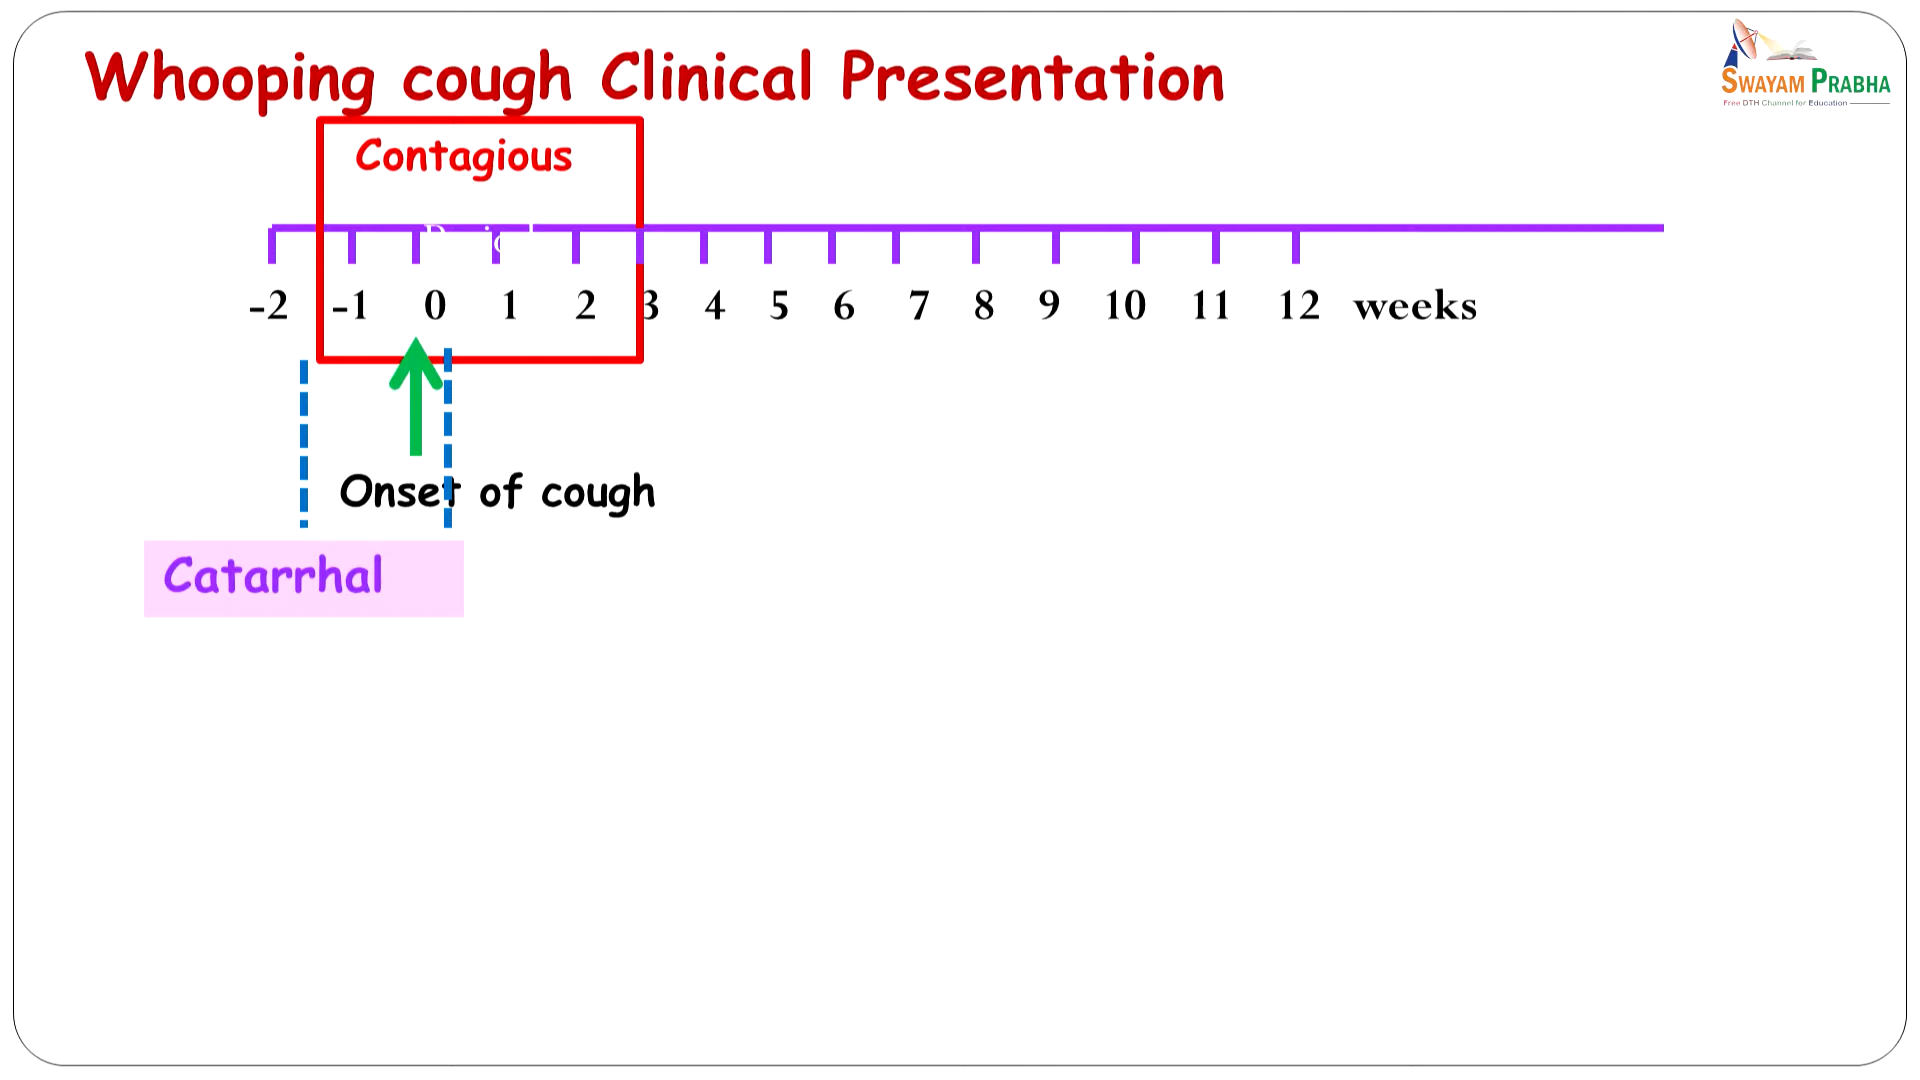 Whooping cough Clinical Presentation
SWAYAM PRABHA
Free DTH Channel for Education
Contagious
-2 -1 0 1 2 3 4 5 6 7 8 9 10 11 12 weeks
Onset of cough
Catarrhal